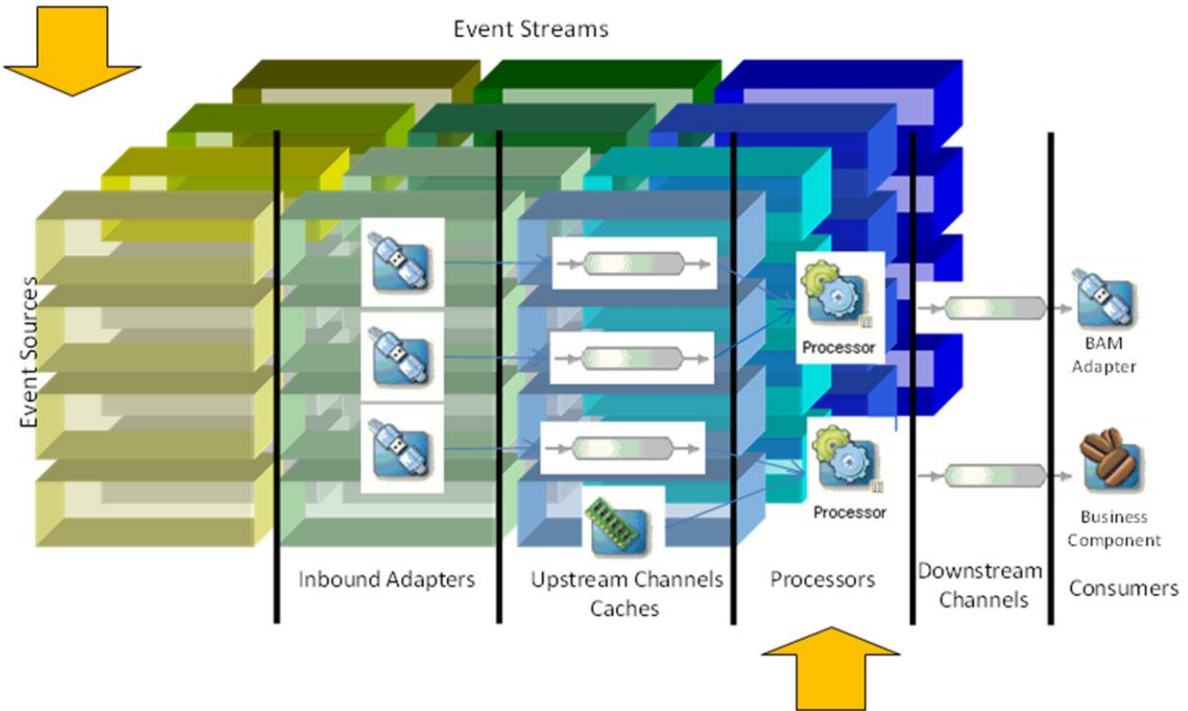 Event Streams
Event Sources
Processor
BAM
Adapter
Processor
Business
Component
Inbound Adapters
Upstream Channels
Caches
Processors
Downstream
Channels
Consumers